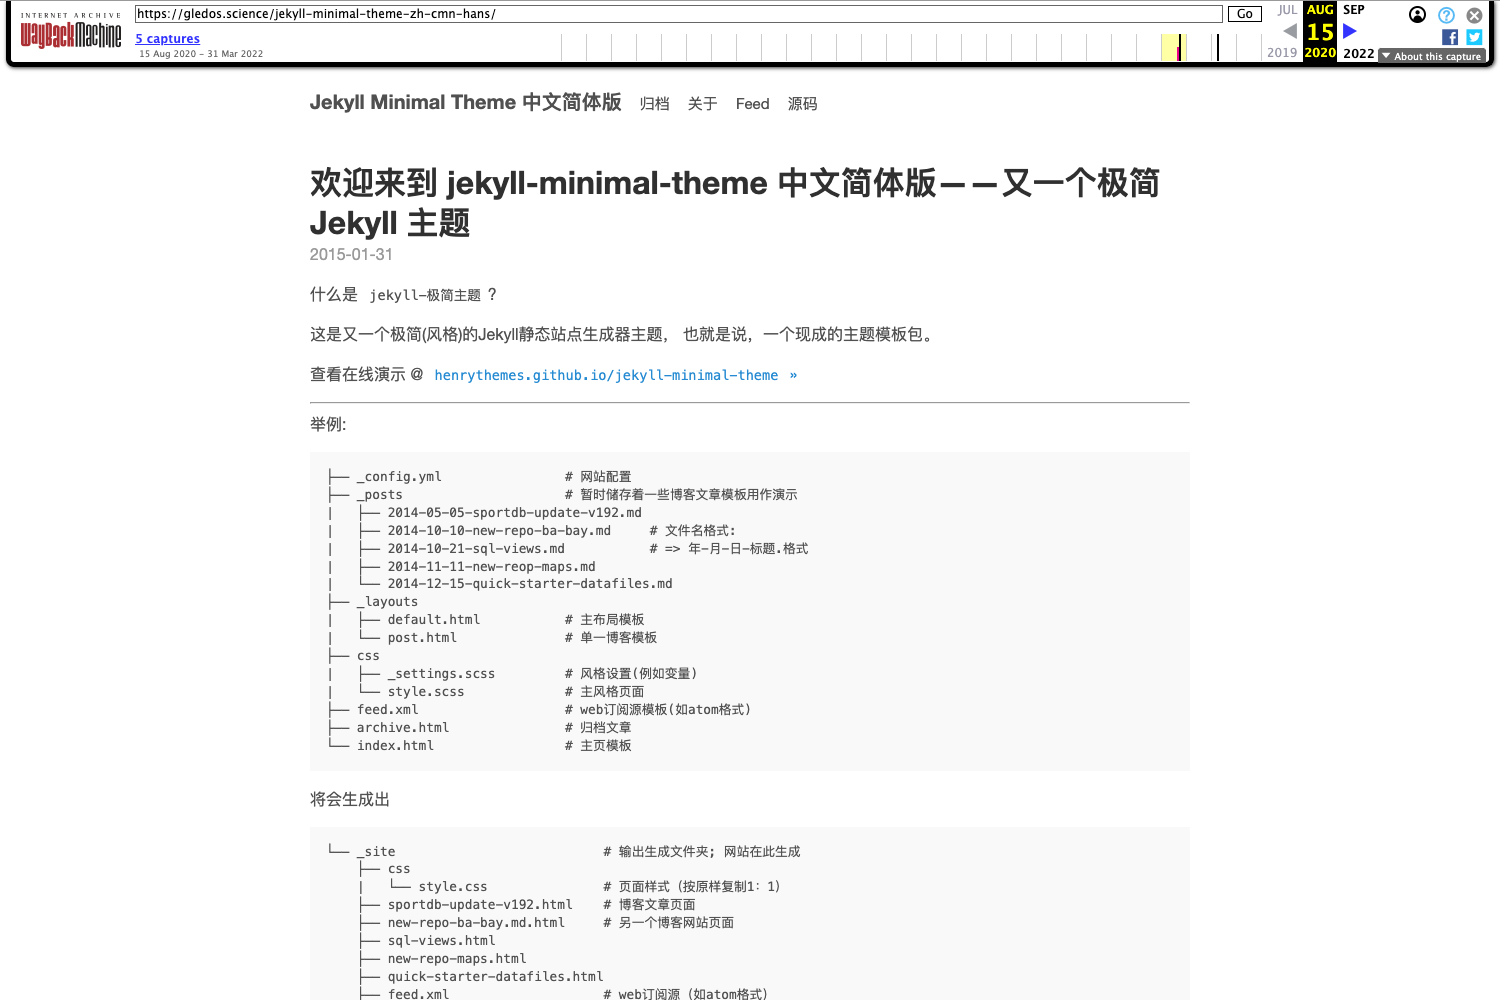 INTERNET ARCHIVE
WayBackMachine
https://gledos.science/jekyll-minimal-theme-zh-cmn-hans/
Go
JUL AUG SEP
15
2019 2020 2022
5 captures
15 Aug 2020 - 31 Mar 2022
About this capture
Jekyll Minimal Theme 中文简体版 归档 关于 Feed 源码
欢迎来到 jekyll-minimal-theme 中文简体版——又一个极简
Jekyll 主题
2015-01-31
什么是 jekyll-极简主题 ?
这是又一个极简(风格)的Jekyll静态站点生成器主题， 也就是说，一个现成的主题模板包。
查看在线演示 @ henrythemes.github.io/jekyll-minimal-theme »
举例:
├── _config.yml                # 网站配置
├── _posts                     # 暂时储存着一些博客文章模板用作演示
|   ├── 2014-05-05-sportdb-update-v192.md
|   ├── 2014-10-10-new-repo-ba-bay.md     # 文件名格式:
|   ├── 2014-10-21-sql-views.md           # => 年-月-日-标题.格式
|   ├── 2014-11-11-new-reop-maps.md
|   └── 2014-12-15-quick-starter-datafiles.md
├── _layouts
|   ├── default.html           # 主布局模板
|   └── post.html              # 单一博客模板
├── css
|   ├── _settings.scss         # 风格设置(例如变量)
|   └── style.scss             # 主风格页面
├── feed.xml                   # web订阅源模板(如atom格式)
├── archive.html               # 归档文章
└── index.html                 # 主页模板
将会生成出
└── _site                           # 输出生成文件夹; 网站在此生成
    ├── css
    |   └── style.css               # 页面样式（按原样复制1：1）
    ├── sportdb-update-v192.html    # 博客文章页面
    ├── new-repo-ba-bay.md.html     # 另一个博客网站页面
    ├── sql-views.html
    ├── new-repo-maps.html
    ├── quick-starter-datafiles.html
    ├── feed.xml                    # web订阅源（如atom格式）